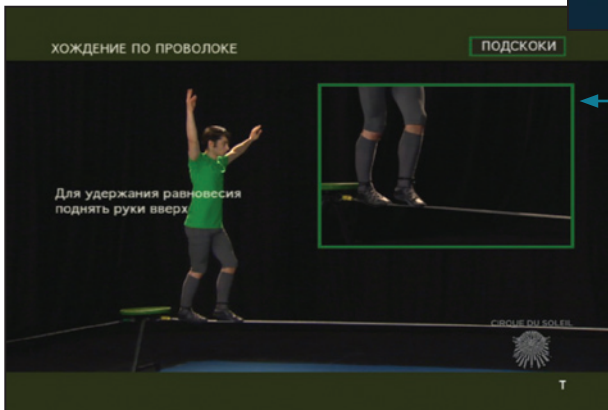 ХОЖДЕНИЕ ПО ПРОВОЛОКЕ
ПОДСКОКИ
Для удержания равновесия
поднять руки вверх
CIRQUE DU SOLEIL
T